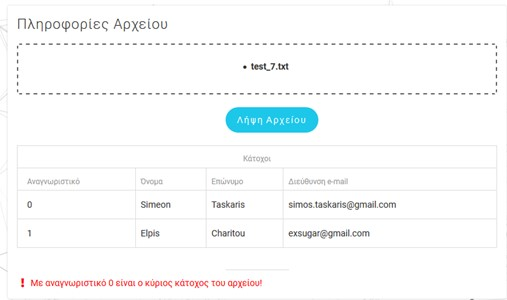 Πληροφορίες Αρχείου
• test_7.txt
Λήψη Αρχείου
Κάτοχοι
Αναγνωριστικό Όνομα Επώνυμο Διεύθυνση e-mail
0 Simeon Taskaris simos.taskaris@gmail.com
1 Elpis Charitou exsugar@gmail.com
! Με αναγνωριστικό 0 είναι ο κύριος κάτοχος του αρχείου!